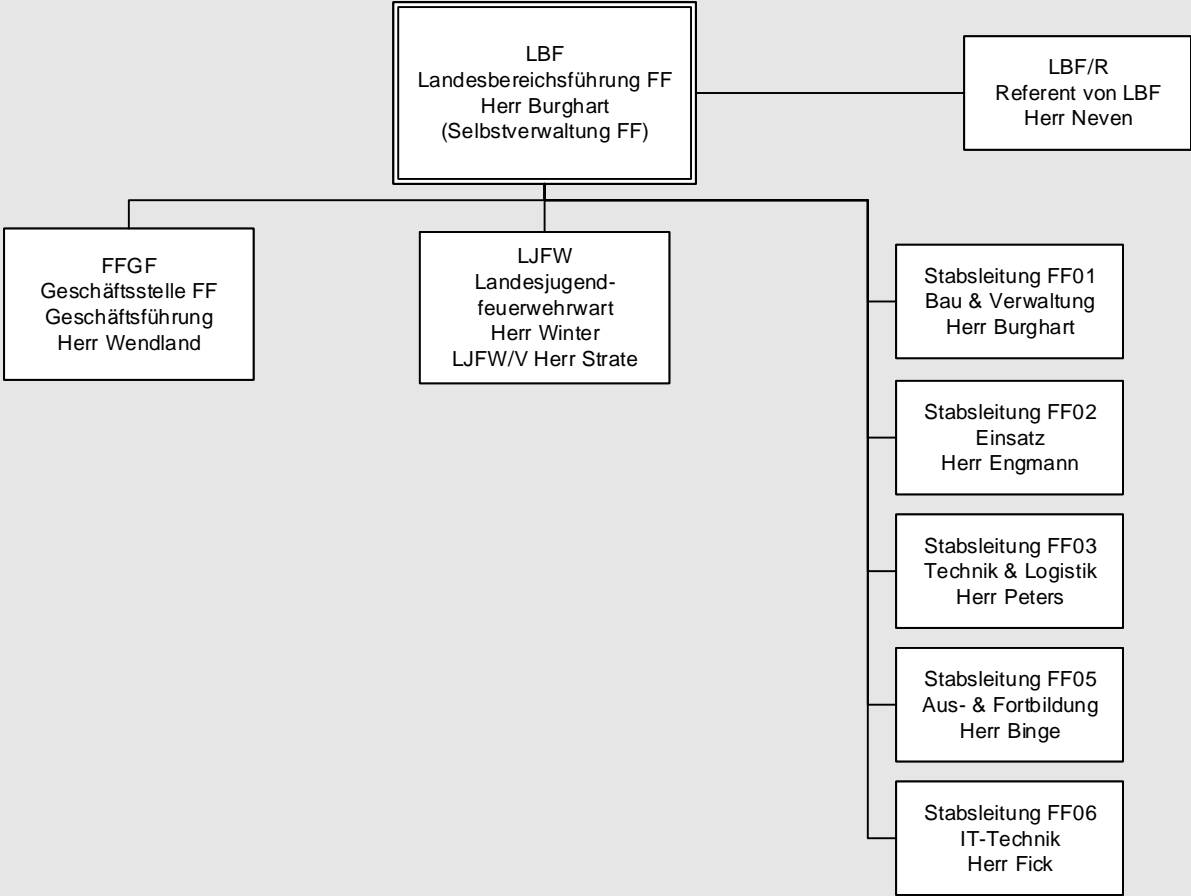 LBF
Landesbereichsführung FF
Herr Burghart
(Selbstverwaltung FF)
LBF/R
Referent von LBF
Herr Neven
FFGF
Geschäftsstelle FF
Geschäftsführung
Herr Wendland
LJFW
Landesjugend-
feuerwehrwart
Herr Winter
LJFW/V Herr Strate
Stabsleitung FF01
Bau & Verwaltung
Herr Burghart
Stabsleitung FF02
Einsatz
Herr Engmann
Stabsleitung FF03
Technik & Logistik
Herr Peters
Stabsleitung FF05
Aus- & Fortbildung
Herr Binge
Stabsleitung FF06
IT-Technik
Herr Fick